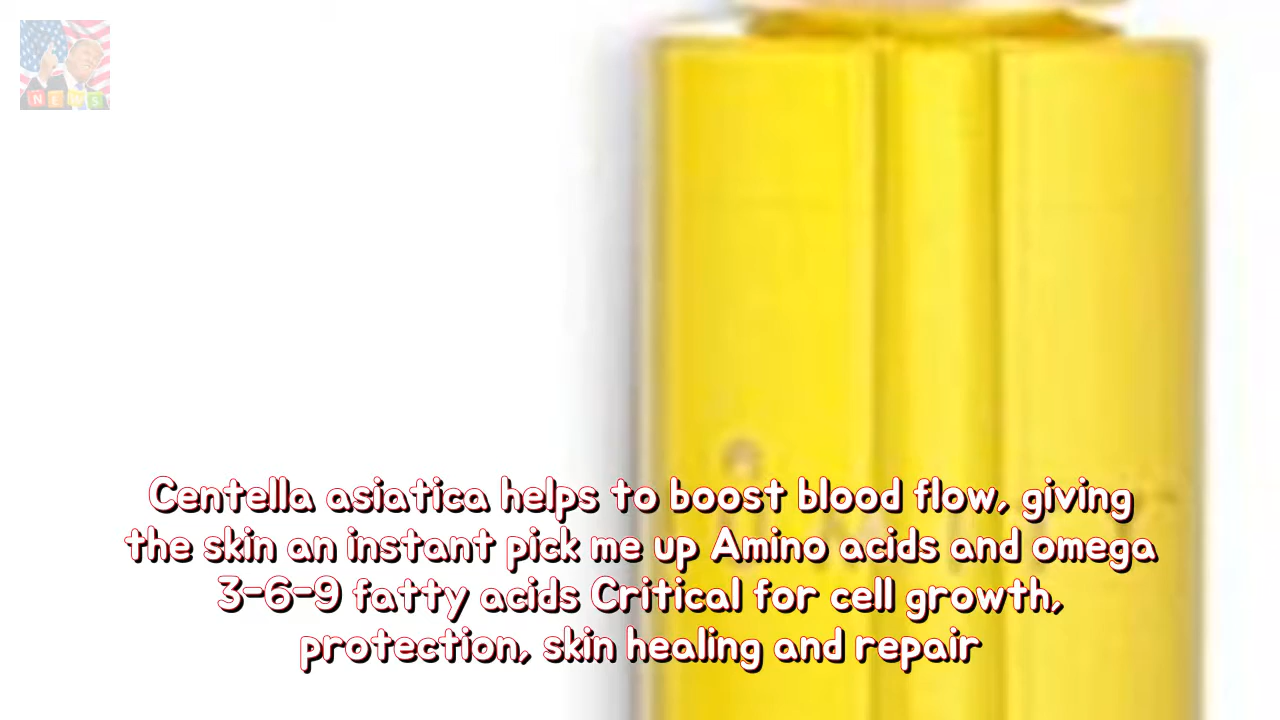 NEWS
Centella asiatica helps to boost blood flow, giving
the skin an instant pick me up Amino acids and omega
3-6-9 fatty acids Critical for cell growth,
protection, skin healing and repair